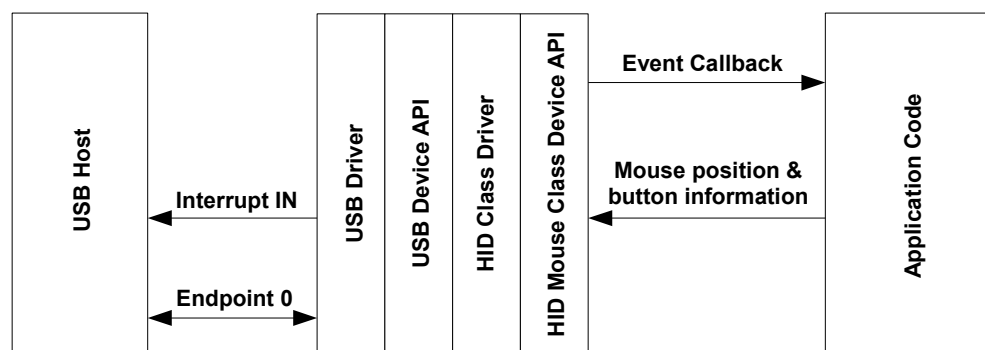 USB Host
Interrupt IN
Endpoint 0
USB Driver
USB Device API
HID Class Driver
HID Mouse Class Device API
Event Callback
Mouse position &
button information
Application Code